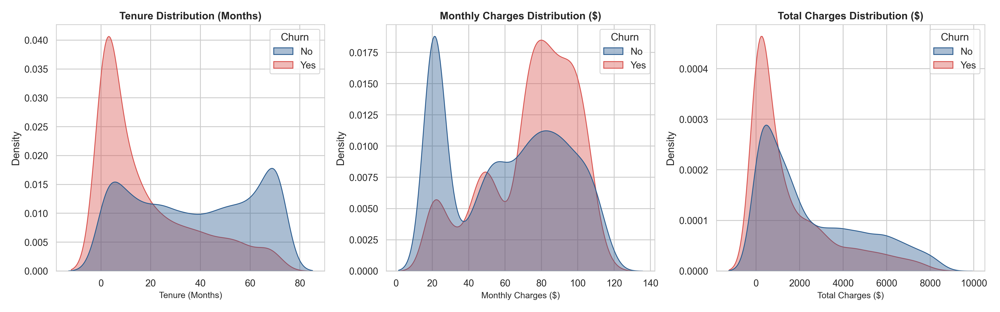 Tenure Distribution (Months)
Churn
No
Yes
0.040
0.035
0.030
0.025
0.020
0.015
0.010
0.005
0.000
Density
0
20
40
60
80
Tenure (Months)
Monthly Charges Distribution ($)
Churn
No
Yes
0.0175
0.0150
0.0125
0.0100
0.0075
0.0050
0.0025
0.0000
Density
0
20
40
60
80
100
120
140
Monthly Charges ($)
Total Charges Distribution ($)
Churn
No
Yes
0.0004
0.0003
0.0002
0.0001
0.0000
Density
0
2000
4000
6000
8000
10000
Total Charges ($)